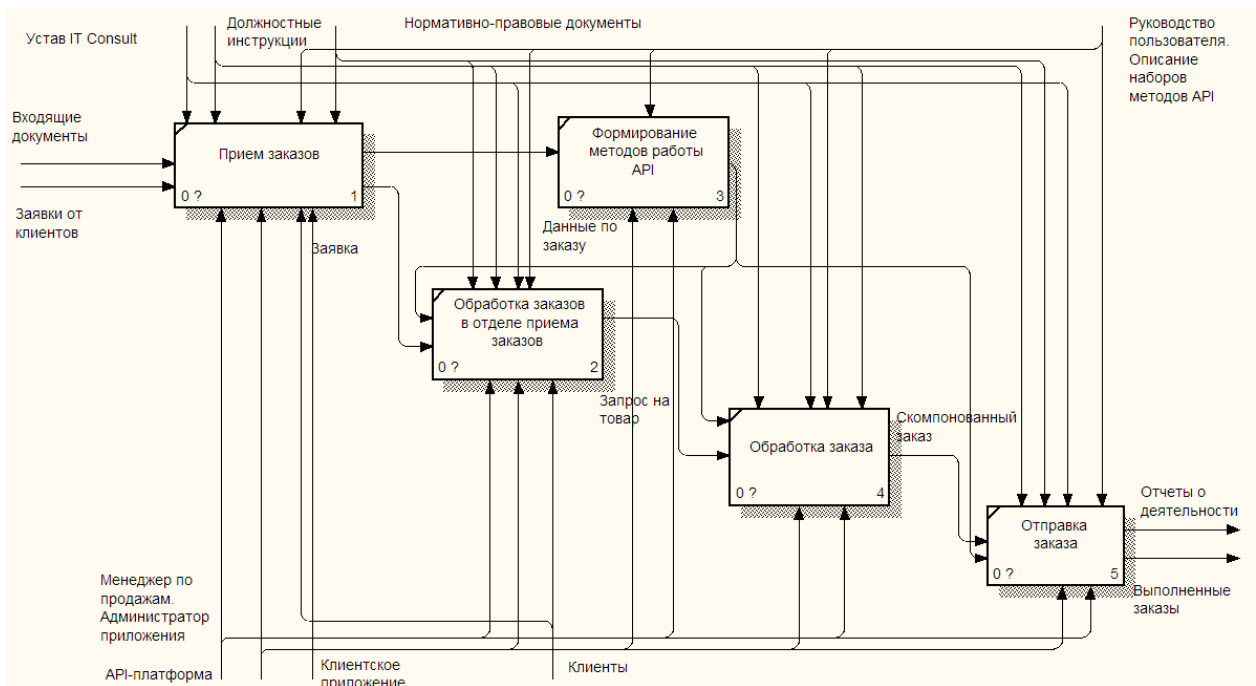 Устав IT Consult
Должностные
инструкции
Нормативно-правовые документы
Руководство
пользователя.
Описание
наборов
методов API
Входящие
документы
Прием заказов
0 ?
1
Формирование
методов работы
API
0 ?
3
Заявки от
клиентов
Заявка
Данные по
заказу
Обработка заказов
в отделе приема
заказов
0 ?
2
Запрос на
товар
Обработка заказа
0 ?
4
Скомпонованный
заказ
Отправка
заказа
0 ?
5
Отчеты о
деятельности
Выполненные
заказы
Менеджер по
продажам.
Администратор
приложения
API-платформа
Клиентское
приложение
Клиенты